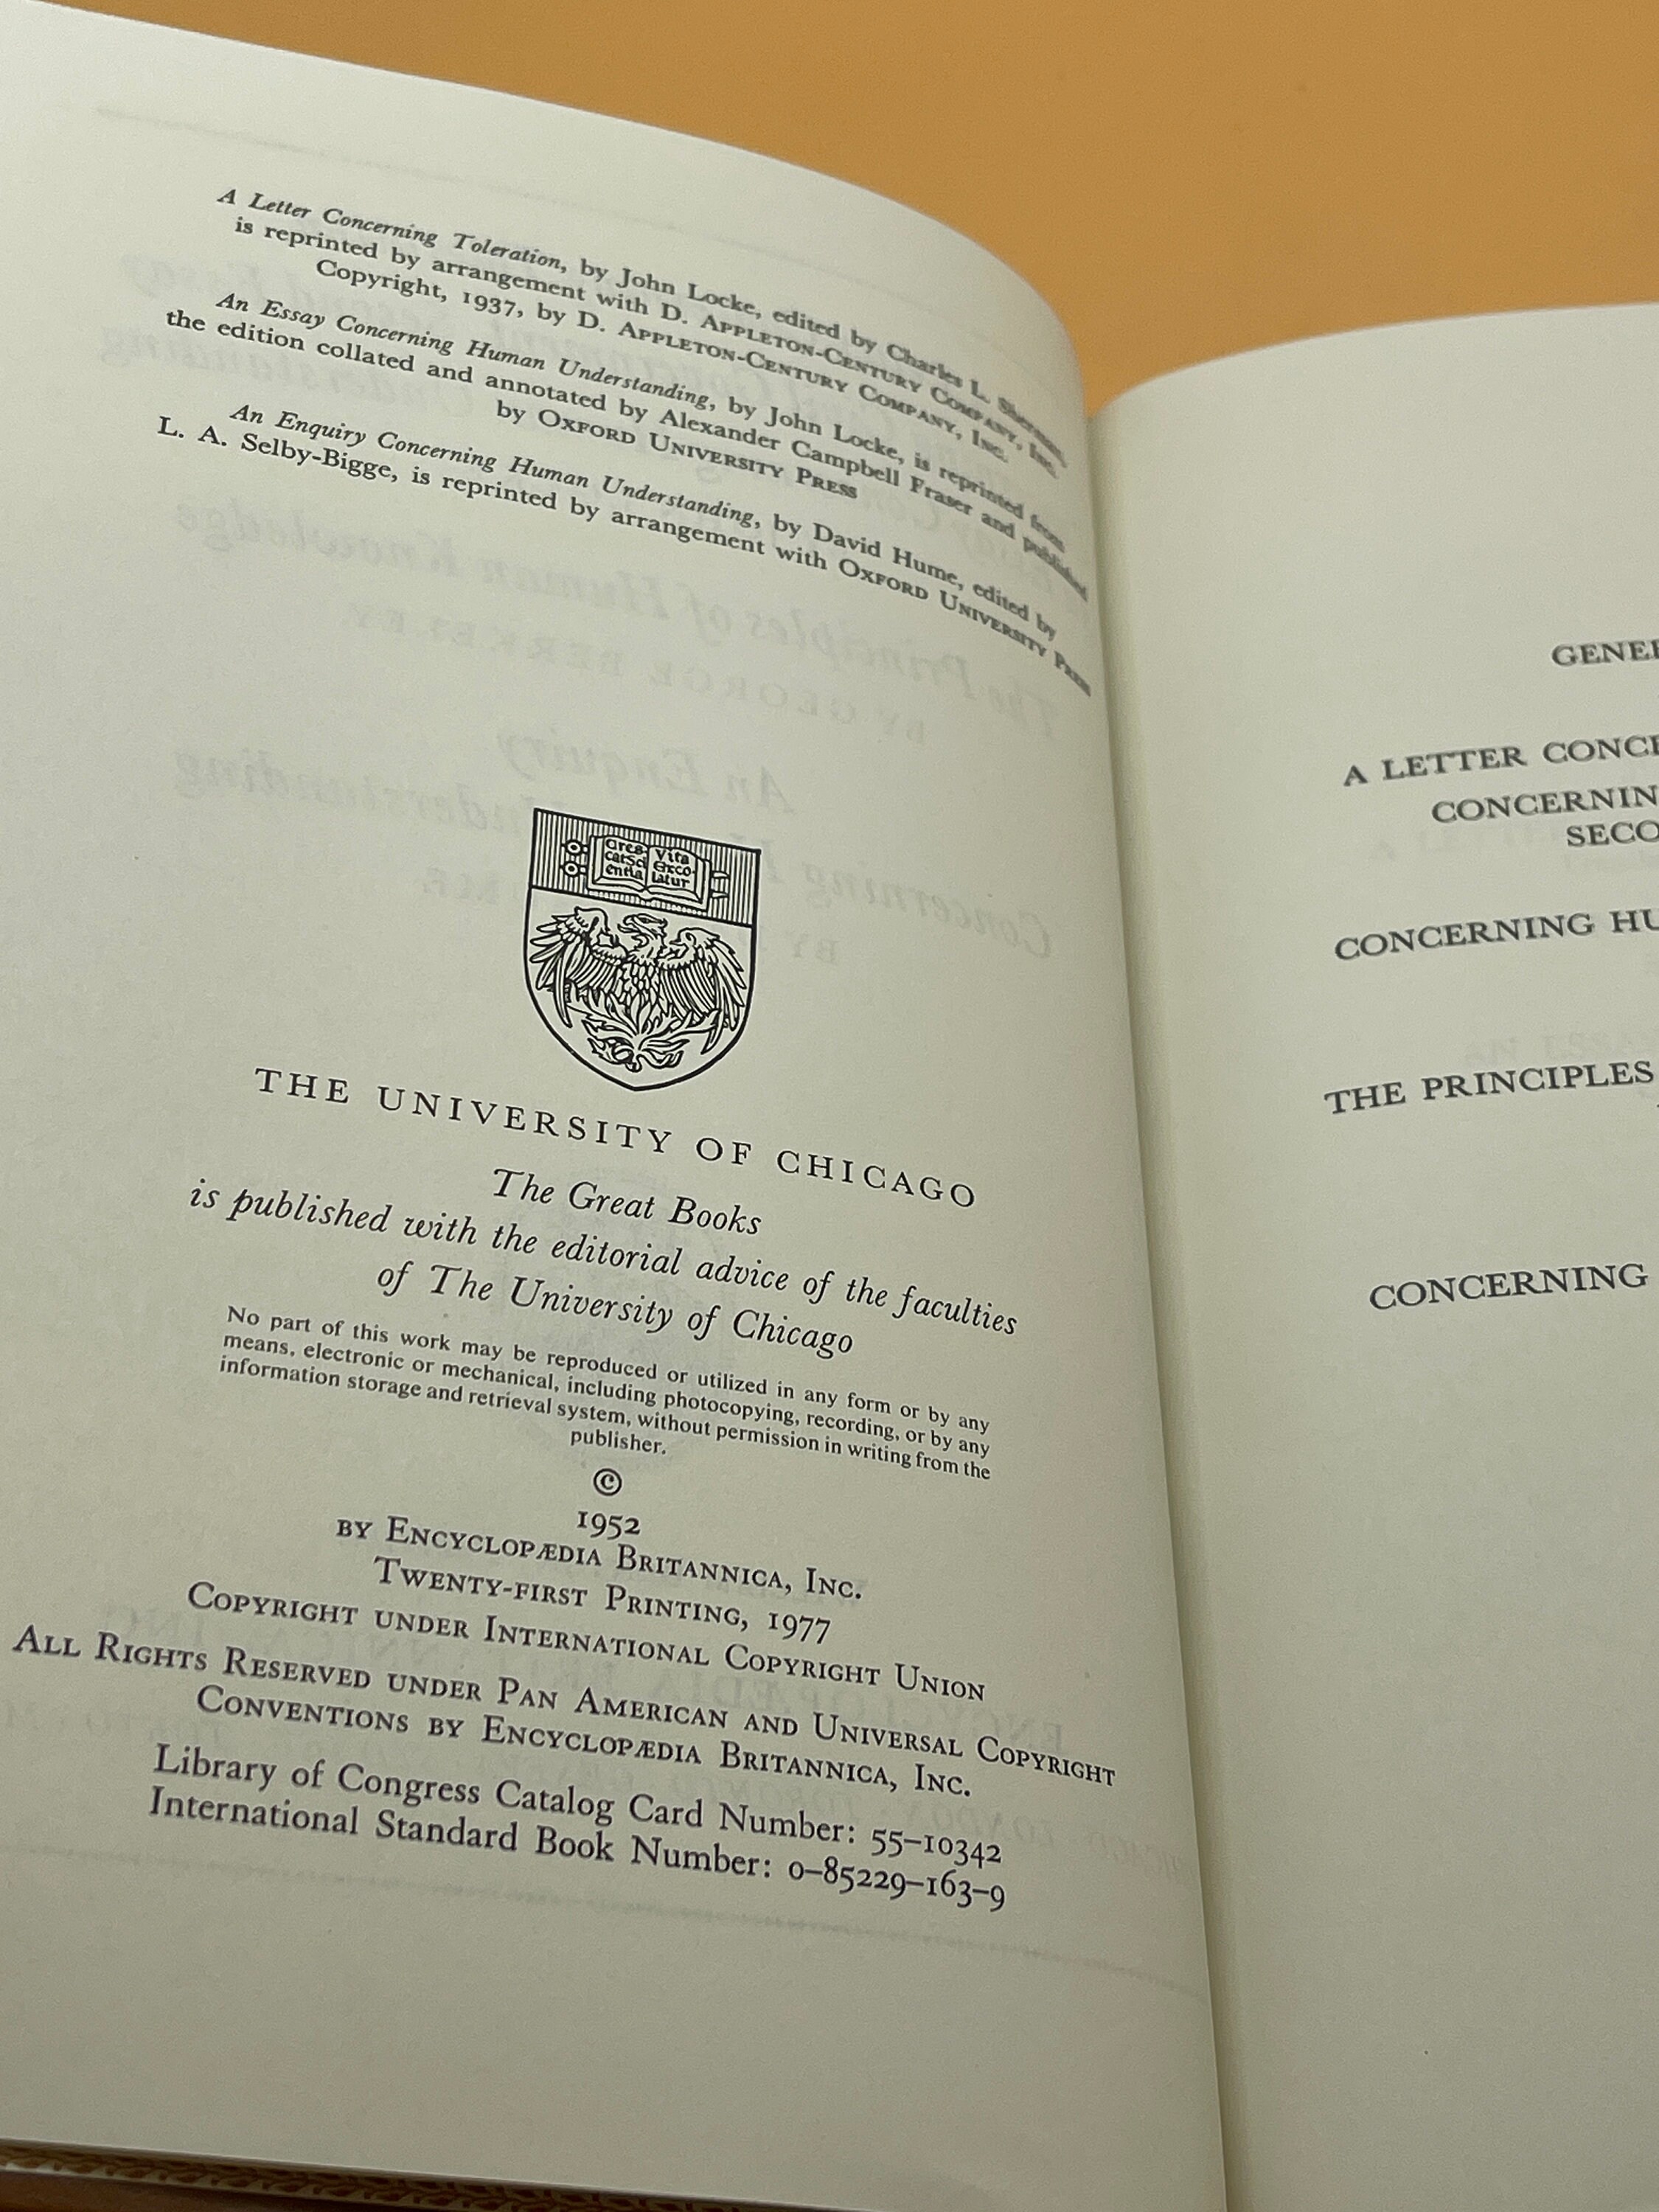 A Letter Concerning Toleration, by John Locke, edited by Charles L. Sherman,
is reprinted by arrangement with D. Appleton-Century Company, Inc.
Copyright, 1937, by D. Appleton-Century Company, Inc.
An Essay Concerning Human Understanding, by John Locke, is reprinted from
the edition collated and annotated by Alexander Campbell Fraser and published
by Oxford University Press
An Enquiry Concerning Human Understanding, by David Hume, edited by
L. A. Selby-Bigge, is reprinted by arrangement with Oxford University Press
Cres
cat Sci
entia
Vita
Exco
latur
THE UNIVERSITY OF CHICAGO
The Great Books
is published with the editorial advice of the faculties
of The University of Chicago
No part of this work may be reproduced or utilized in any form or by any
means, electronic or mechanical, including photocopying, recording, or by any
information storage and retrieval system, without permission in writing from the
publisher.
©
1952
by Encyclopædia Britannica, Inc.
Twenty-first Printing, 1977
Copyright under International Copyright Union
All Rights Reserved under Pan American and Universal Copyright
Conventions by Encyclopædia Britannica, Inc.
Library of Congress Catalog Card Number: 55–10342
International Standard Book Number: 0–85229–163–9
GENE
A LETTER CONCE
CONCERNIN
SECO
CONCERNING HU
THE PRINCIPLES
CONCERNING